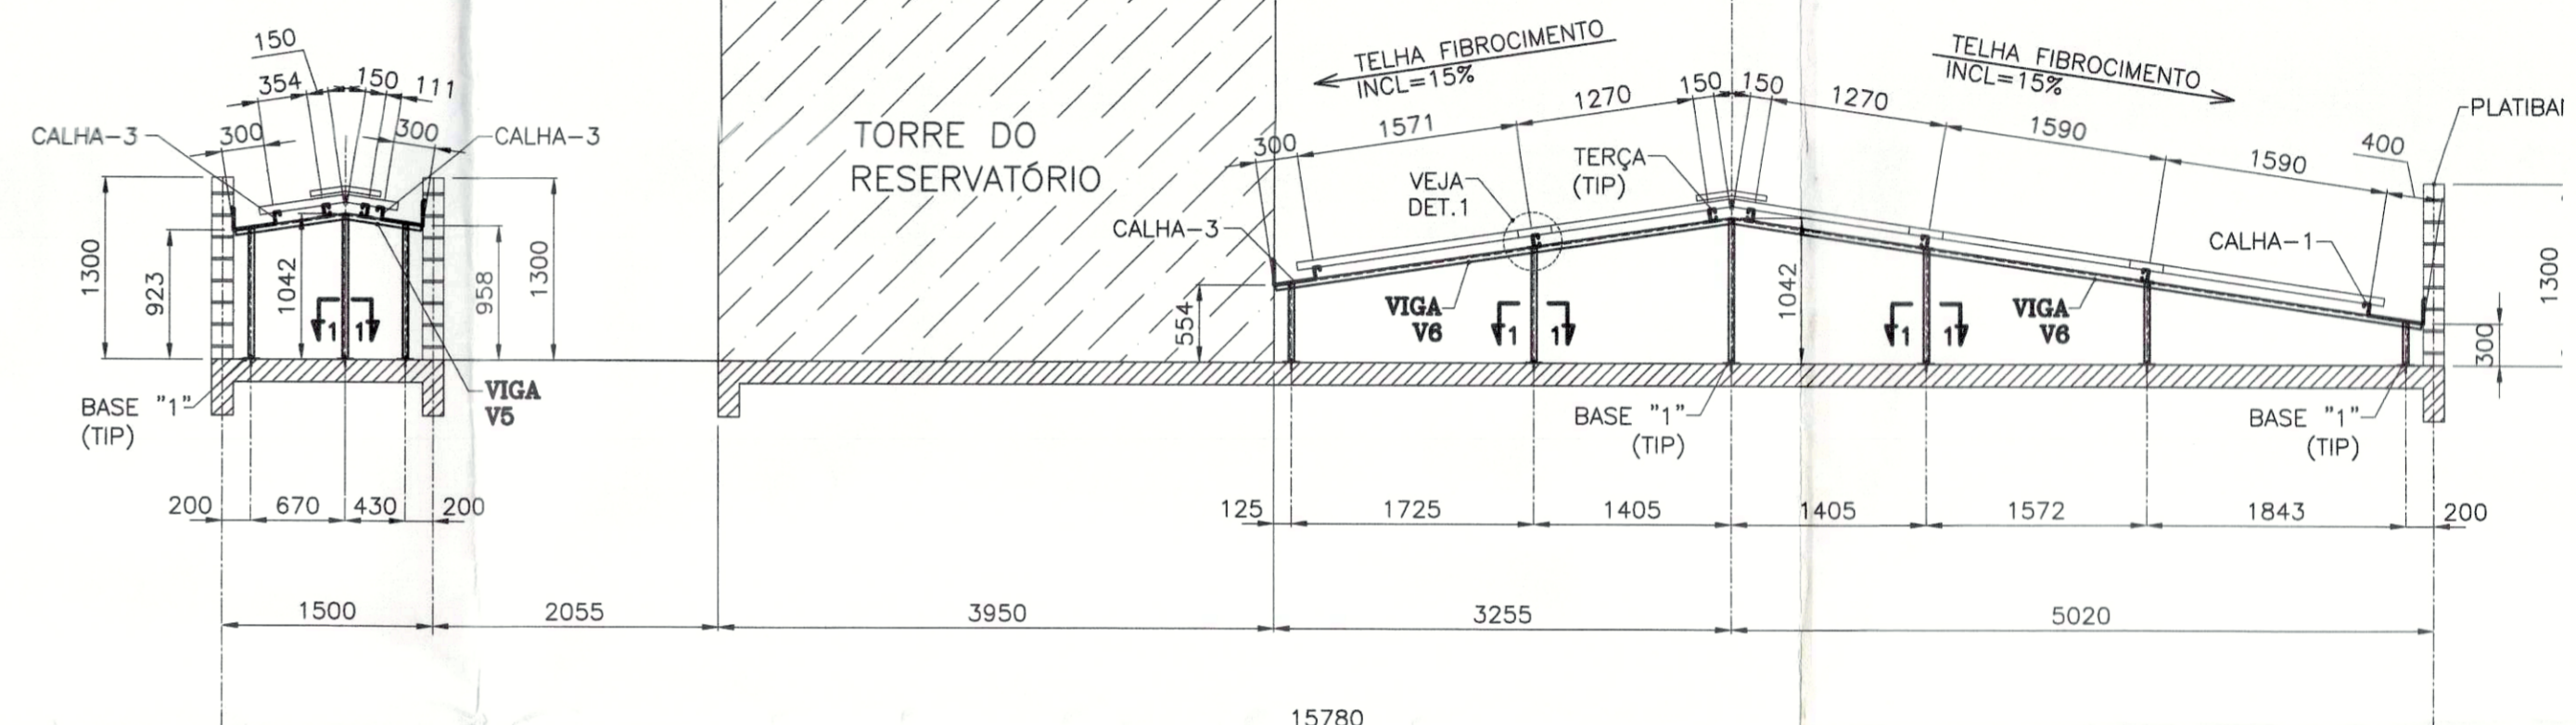 150
354
150
111
300
300
CALHA-3
CALHA-3
1300
923
1042
958
1300
1
1
BASE "1"
(TIP)
VIGA
V5
200
670
430
200
1500
2055
3950
3255
5020
15780
TORRE DO
RESERVATÓRIO
TELHA FIBROCIMENTO
INCL=15%
TELHA FIBROCIMENTO
INCL=15%
300
1571
1270
150
150
1270
1590
1590
400
PLATIBA
VEJA
DET.1
TERÇA
(TIP)
CALHA-3
CALHA-1
554
VIGA
V6
1
1
1042
1
1
VIGA
V6
300
1300
BASE "1"
(TIP)
BASE "1"
(TIP)
125
1725
1405
1405
1572
1843
200